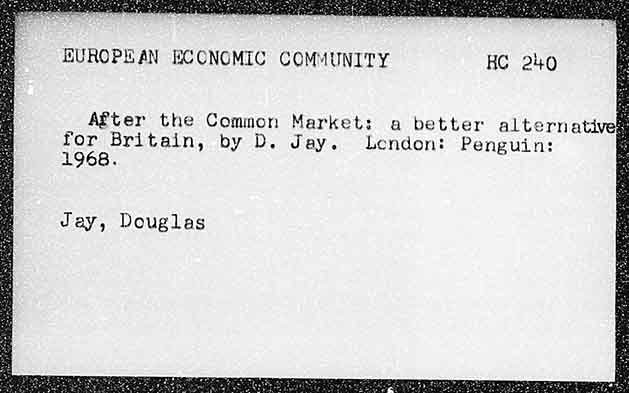 EUROPEAN ECONOMIC COMMUNITY HC 240
After the Common Market: a better alternative
for Britain, by D. Jay. London: Penguin:
1968.
Jay, Douglas